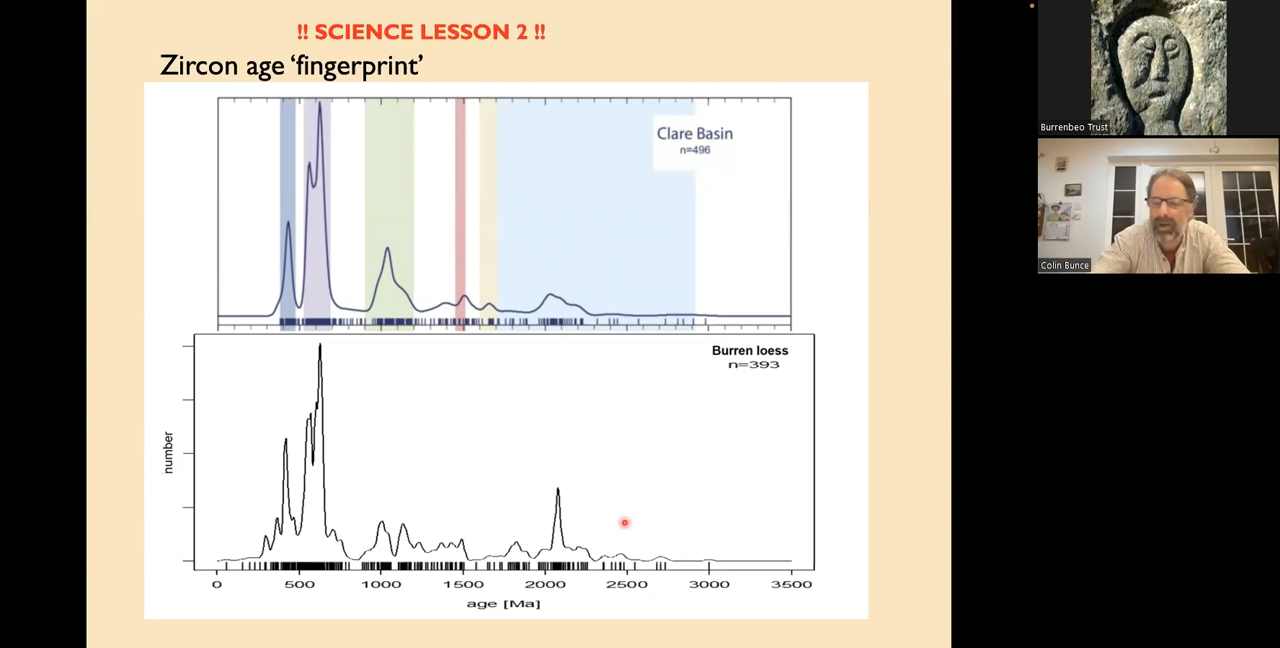 !! SCIENCE LESSON 2 !!
Zircon age ‘fingerprint’
Clare Basin
n=496
Burren loess
n=393
number
0 500 1000 1500 2000 2500 3000 3500
age [Ma]
Burrenbeo Trust
Colin Bunce